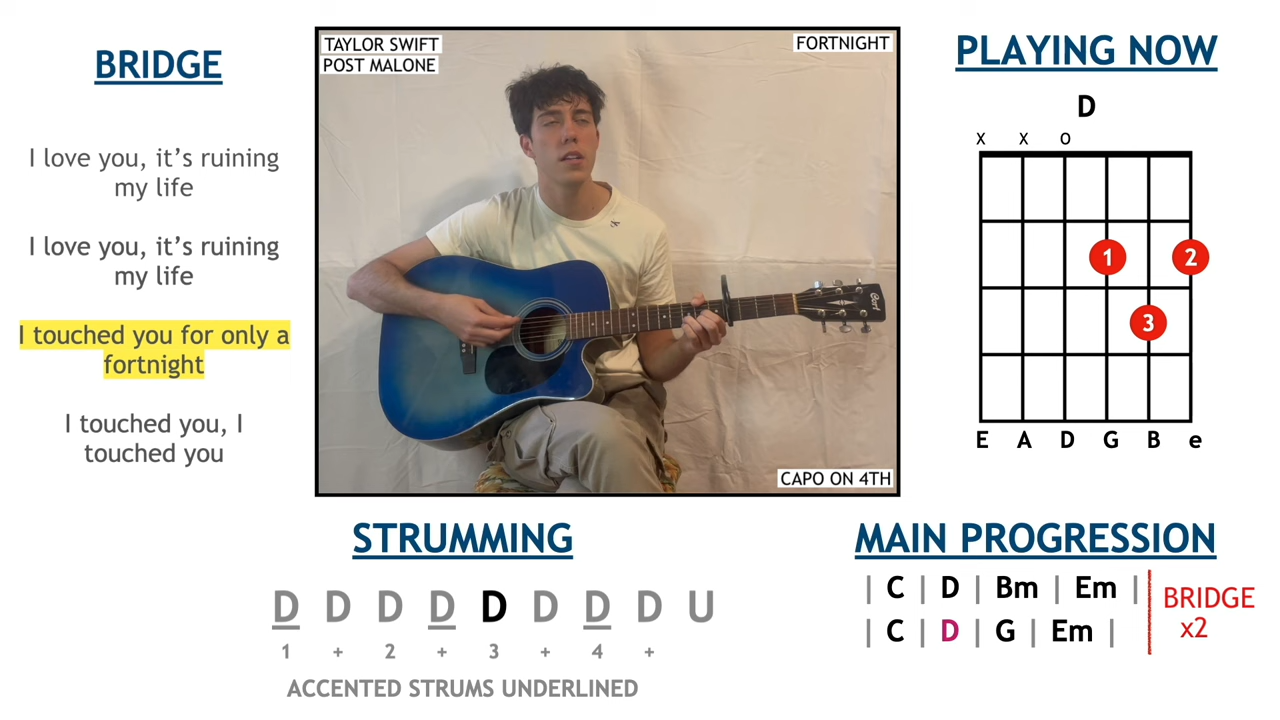 BRIDGE
I love you, it's ruining
my life
I love you, it's ruining
my life
I touched you for only a
fortnight
I touched you, I
touched you
TAYLOR SWIFT
POST MALONE
FORTNIGHT
Cort
CAPO ON 4TH
PLAYING NOW
D
X X O
1 2
3
E A D G B e
STRUMMING
D D D D D D D D U
1 + 2 + 3 + 4 +
ACCENTED STRUMS UNDERLINED
MAIN PROGRESSION
| C | D | Bm | Em |
| C | D | G | Em |
BRIDGE
x2